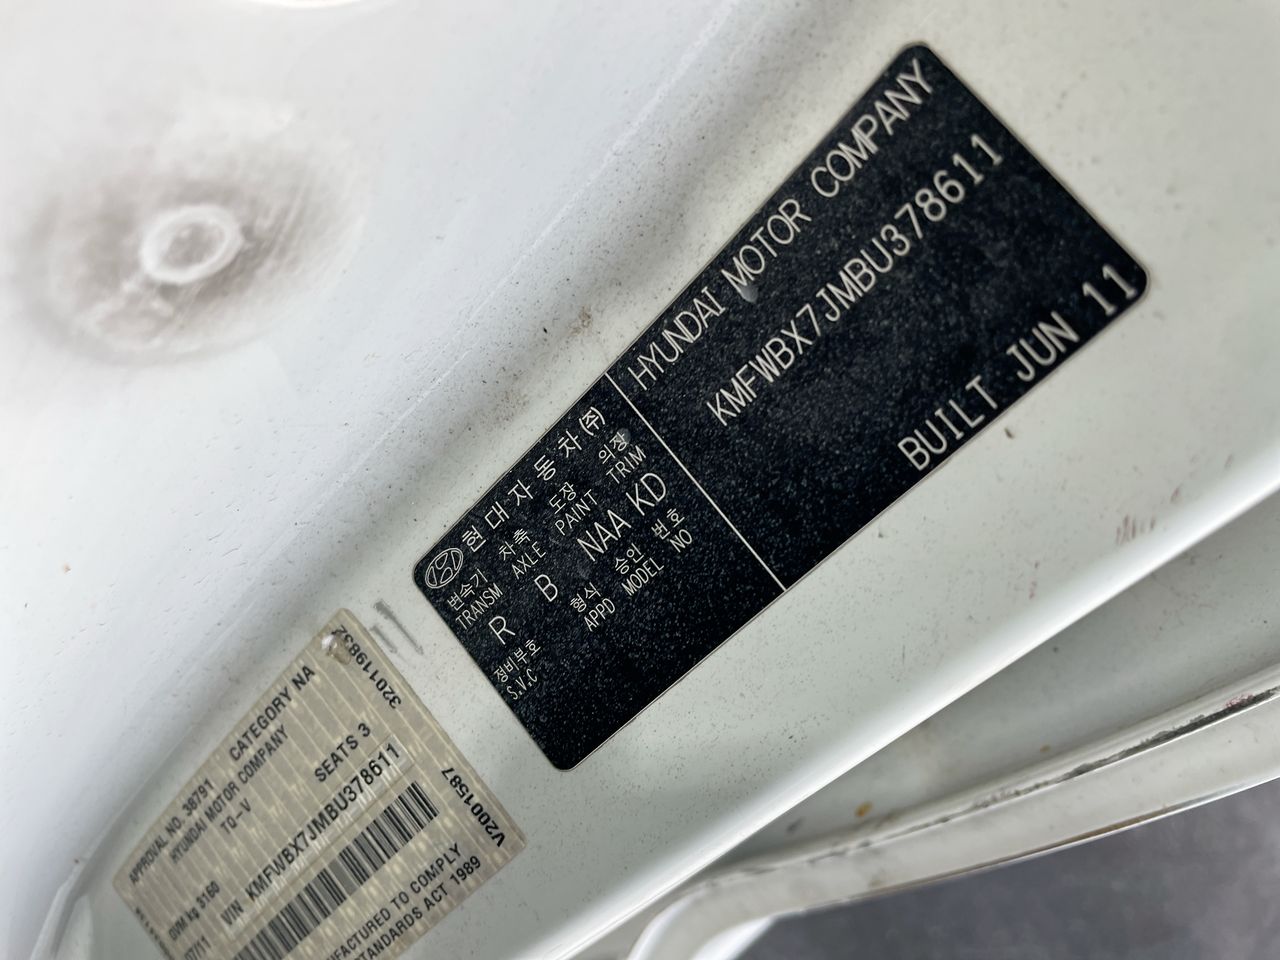 HYUNDAI MOTOR COMPANY
KMFWBX7JMBU378611
BUILT JUN 11
현대자동차(주)
변속기 차축 도장 의장
TRANSM AXLE PAINT TRIM
R B NAA KD
정비부호 형식 승인 번호
S.V.C APPD MODEL NO
32011983
APPROVAL NO. 38791 CATEGORY NA
HYUNDAI MOTOR COMPANY
TQ-V SEATS 3
GVM kg 3160
VIN KMFWBX7JMBU378611
07/11
V2001587
TO COMPLY
STANDARDS ACT 1989